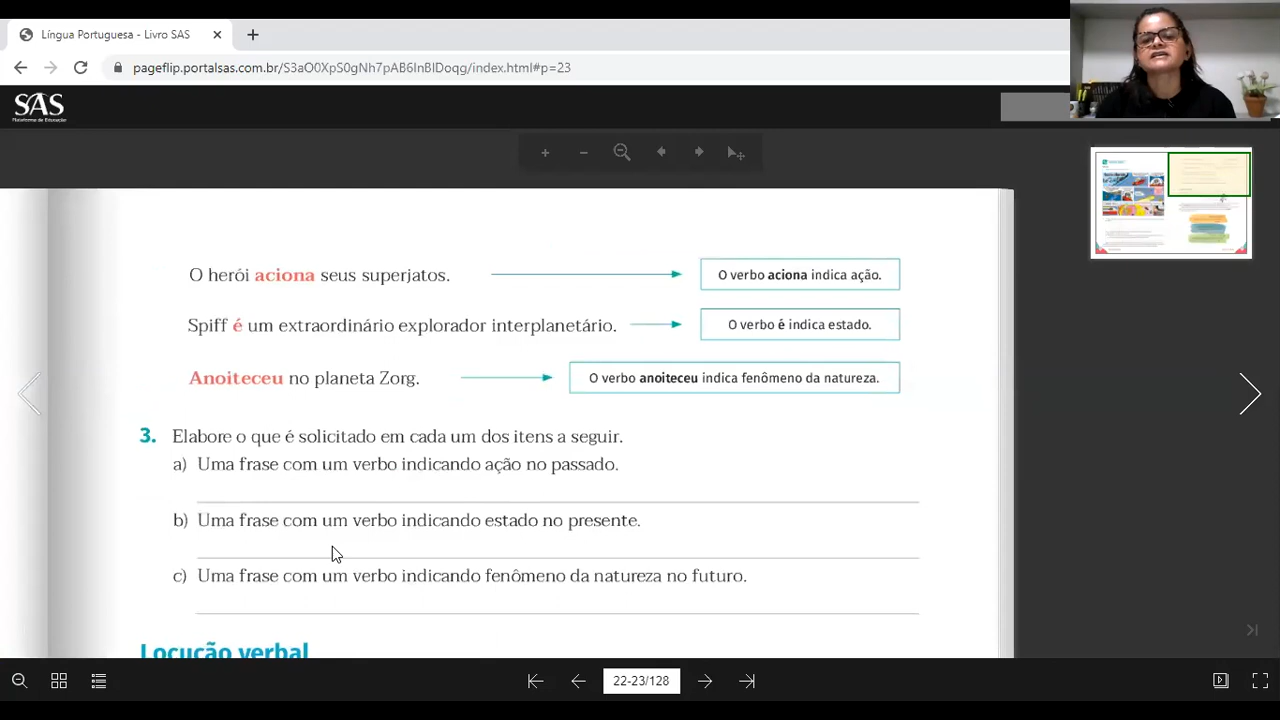 Língua Portuguesa - Livro SAS
pageflip.portalsas.com.br/S3aO0XpS0gNh7pAB6InBIDoqg/index.html#p=23
SAS
Plataforma de Educação
O herói aciona seus superjatos.
O verbo aciona indica ação.
Spiff é um extraordinário explorador interplanetário.
O verbo é indica estado.
Anoiteceu no planeta Zorg.
O verbo anoiteceu indica fenômeno da natureza.
3. Elabore o que é solicitado em cada um dos itens a seguir.
a) Uma frase com um verbo indicando ação no passado.
b) Uma frase com um verbo indicando estado no presente.
c) Uma frase com um verbo indicando fenômeno da natureza no futuro.
Locução verbal
22-23/128